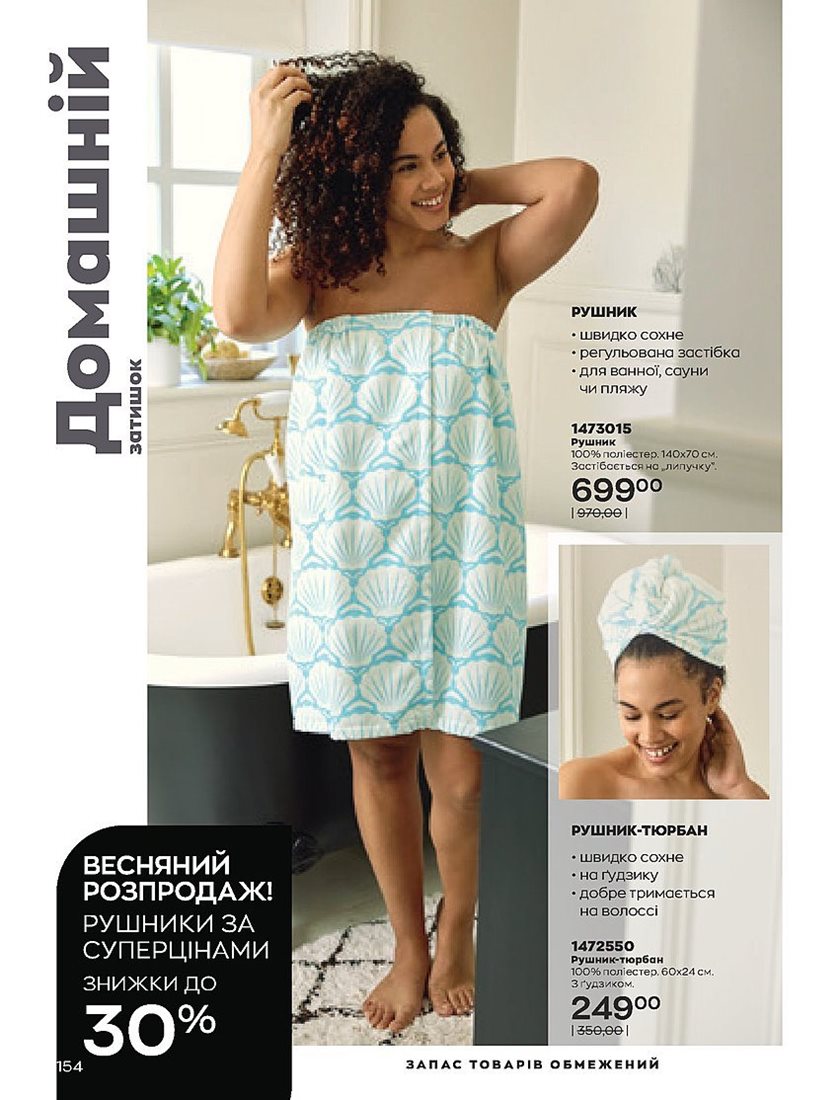 Домашній
затишок
РУШНИК
• швидко сохне
• регульована застібка
• для ванної, сауни
чи пляжу
1473015
Рушник
100% поліестер. 140х70 см.
Застібається на „липучку".
699⁰⁰
| 970,00 |
РУШНИК-ТЮРБАН
• швидко сохне
• на ґудзику
• добре тримається
на волоссі
1472550
Рушник-тюрбан
100% поліестер. 60х24 см.
З ґудзиком.
249⁰⁰
| 350,00 |
ВЕСНЯНИЙ
РОЗПРОДАЖ!
РУШНИКИ ЗА
СУПЕРЦІНАМИ
ЗНИЖКИ ДО
30%
154
ЗАПАС ТОВАРІВ ОБМЕЖЕНИЙ